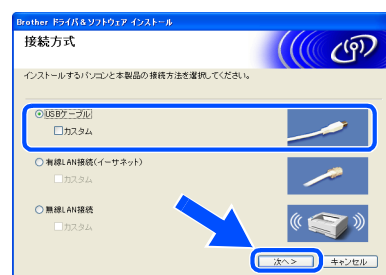 Brother ドライバ&ソフトウェア インストール
接続方式
インストールするパソコンと本製品の接続方法を選択してください。
USBケーブル
カスタム
有線LAN接続(イーサネット)
カスタム
無線LAN接続
カスタム
次へ > キャンセル